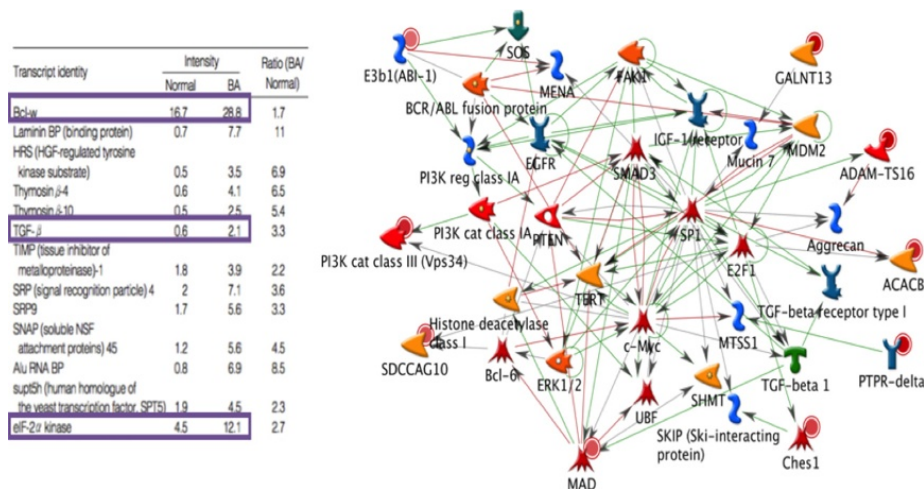 Transcript identity
Intensity
Ratio (BA/
Normal)
Normal BA
Bcl-w 16.7 28.8 1.7
Laminin BP (binding protein) 0.7 7.7 11
HRS (HGF-regulated tyrosine
kinase substrate) 0.5 3.5 6.9
Thymosin β-4 0.6 4.1 6.5
Thymosin β-10 0.5 2.5 5.4
TGF-β 0.6 2.1 3.3
TIMP (tissue inhibitor of
metalloproteinase)-1 1.8 3.9 2.2
SRP (signal recognition particle) 4 2 7.1 3.6
SRP9 1.7 5.6 3.3
SNAP (soluble NSF
attachment proteins) 45 1.2 5.6 4.5
Alu RNA BP 0.8 6.9 8.5
supt5h (human homologue of
the yeast transcription factor, SPT5) 1.9 4.5 2.3
eIF-2α kinase 4.5 12.1 2.7
SOS
E3b1(ABI-1)
MENA
FAK1
GALNT13
BCR/ABL fusion protein
IGF-1 receptor
EGFR
Mucin 7
MDM2
PI3K reg class IA
SMAD3
ADAM-TS16
PI3K cat class IA
PTEN
SP1
Aggrecan
PI3K cat class III (Vps34)
E2F1
ACACB
TERT
TGF-beta receptor type I
Histone deacetylase
class I
c-Myc
MTSS1
SDCCAG10
Bcl-6
ERK1/2
TGF-beta 1
PTPR-delta
UBF
SHMT
SKIP (Ski-interacting
protein)
Ches1
MAD